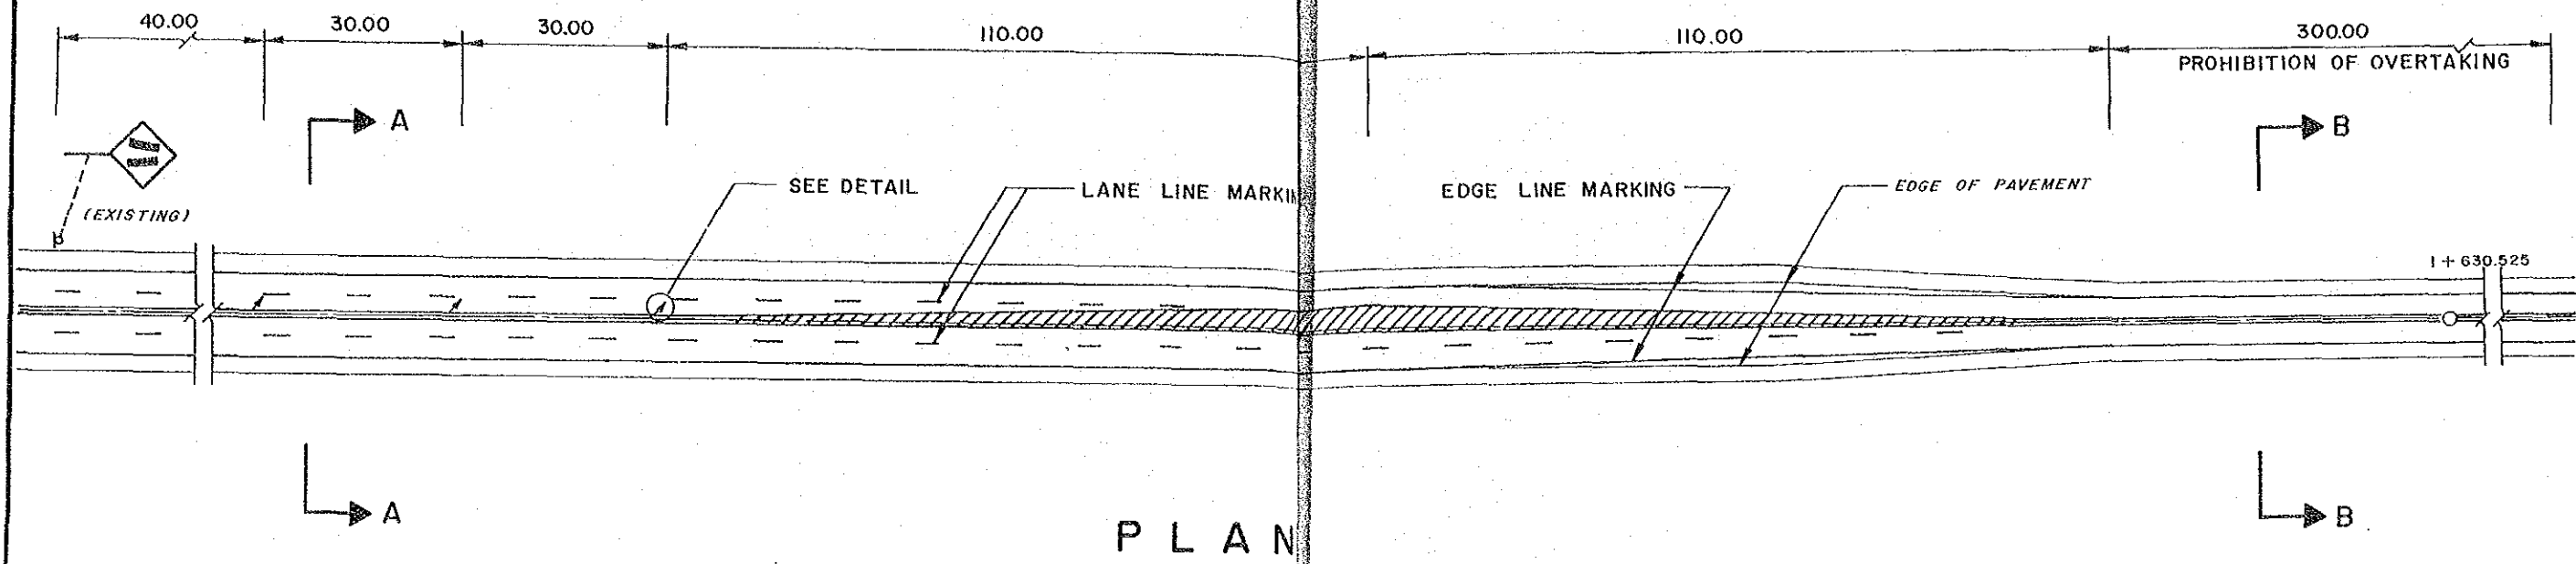 40.00
30.00
30.00
110.00
110.00
300.00
PROHIBITION OF OVERTAKING
A
B
(EXISTING)
SEE DETAIL
LANE LINE MARKIN
EDGE LINE MARKING
EDGE OF PAVEMENT
1+630.525
A
B
PLAN